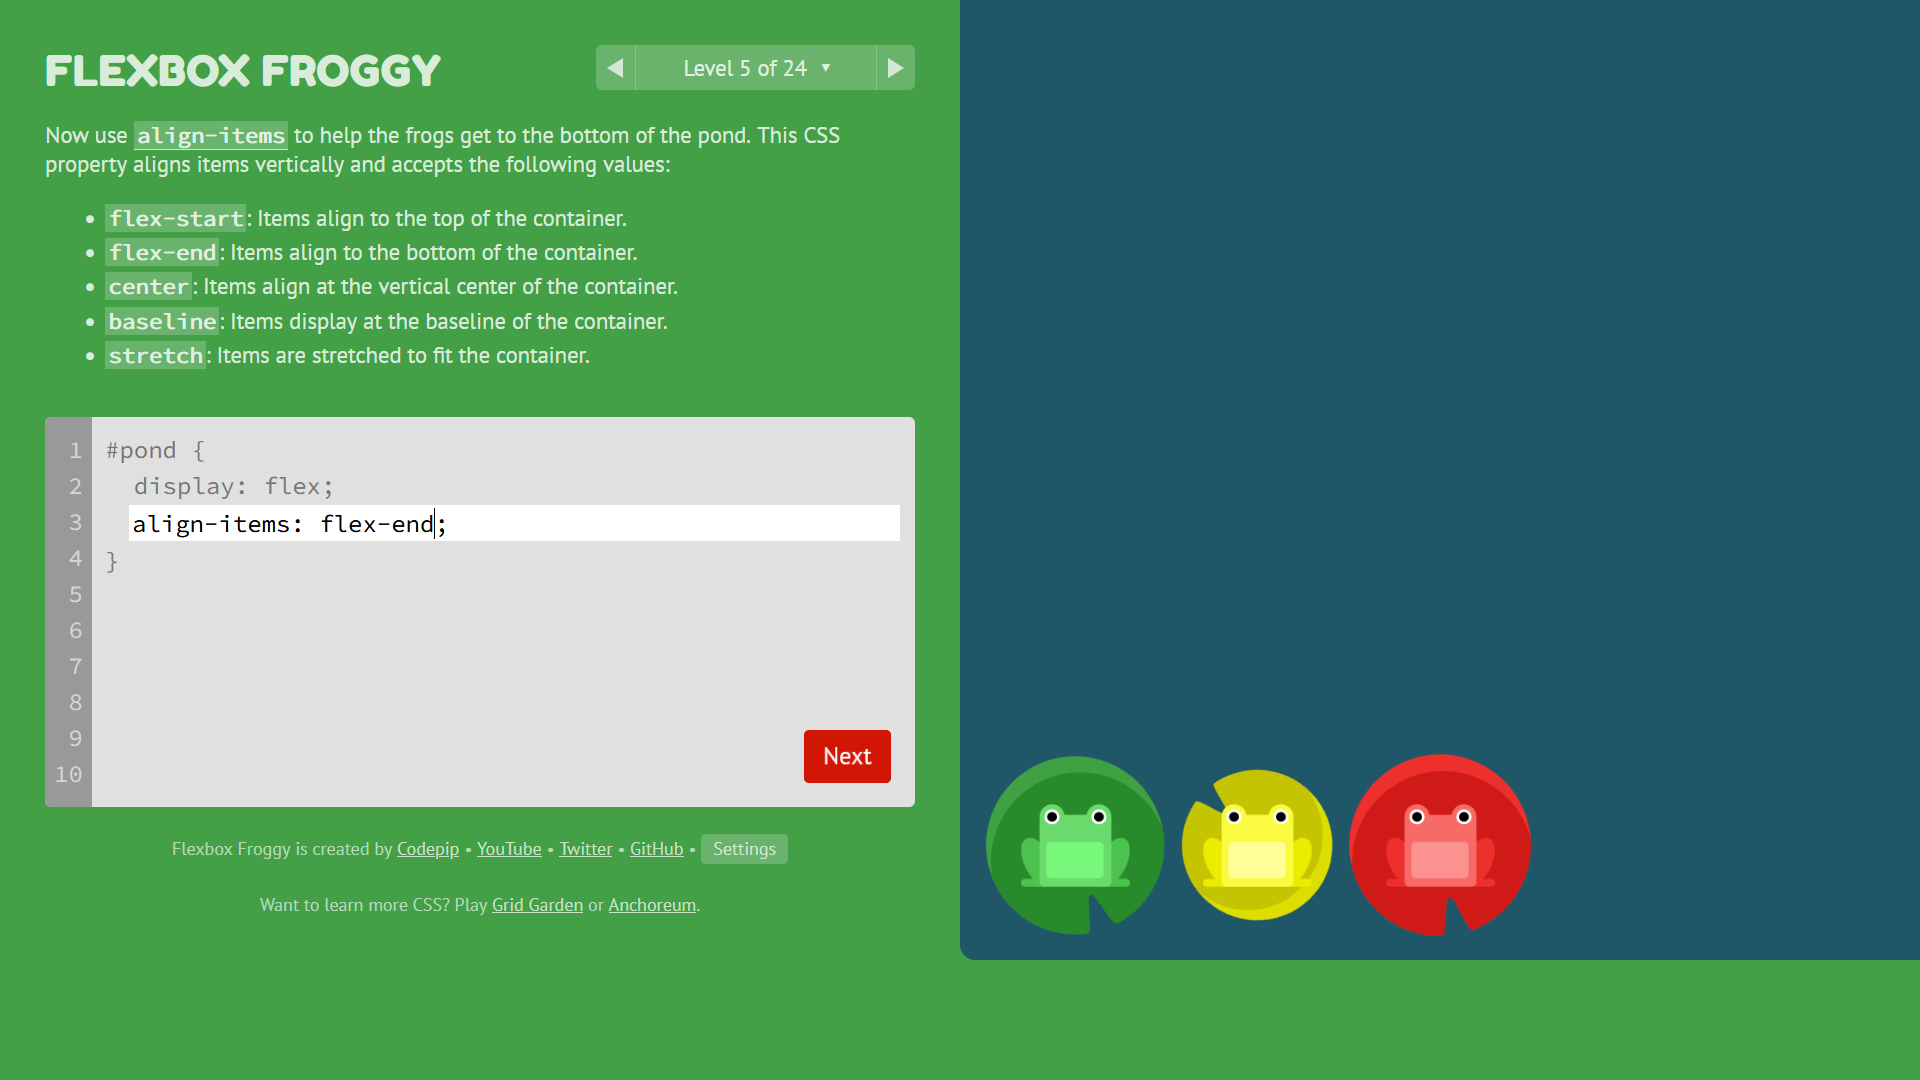 FLEXBOX FROGGY
Level 5 of 24 ▼
Now use align-items to help the frogs get to the bottom of the pond. This CSS
property aligns items vertically and accepts the following values:
• flex-start: Items align to the top of the container.
• flex-end: Items align to the bottom of the container.
• center: Items align at the vertical center of the container.
• baseline: Items display at the baseline of the container.
• stretch: Items are stretched to fit the container.
1 #pond {
2 display: flex;
3 align-items: flex-end;
4 }
5
6
7
8
9
10
Next
Flexbox Froggy is created by Codepip • YouTube • Twitter • GitHub • Settings
Want to learn more CSS? Play Grid Garden or Anchoreum.